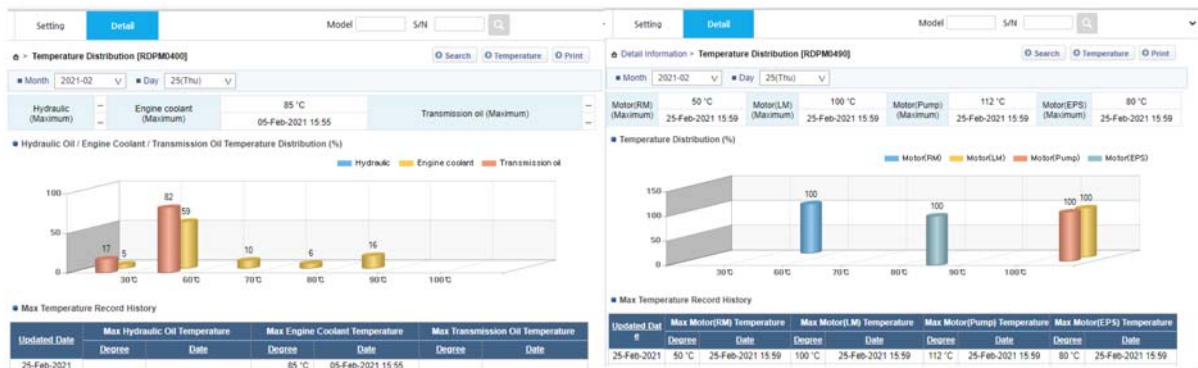 Setting Detail Model S/N
> Temperature Distribution [RDPM0400] Search Temperature Print
Month 2021-02 Day 25(Thu)
Hydraulic (Maximum) -- -- Engine coolant (Maximum) 85 °C 05-Feb-2021 15:55 Transmission oil (Maximum) -- --
Hydraulic Oil / Engine Coolant / Transmission Oil Temperature Distribution (%)
Hydraulic Engine coolant Transmission oil
100
82
59
50
17 5 10 6 16
0
30℃ 60℃ 70℃ 80℃ 90℃ 100℃
Max Temperature Record History
Updated Date Max Hydraulic Oil Temperature Max Engine Coolant Temperature Max Transmission Oil Temperature
Degree Date Degree Date Degree Date
25-Feb-2021 85 °C 05-Feb-2021 15:55
Setting Detail Model S/N
Detail Information > Temperature Distribution [RDPM0490] Search Temperature Print
Month 2021-02 Day 25(Thu)
Motor(RM) (Maximum) 50 °C 25-Feb-2021 15:59 Motor(LM) (Maximum) 100 °C 25-Feb-2021 15:59 Motor(Pump) (Maximum) 112 °C 25-Feb-2021 15:59 Motor(EPS) (Maximum) 80 °C 25-Feb-2021 15:59
Temperature Distribution (%)
Motor(RM) Motor(LM) Motor(Pump) Motor(EPS)
150
100 100 100 100
100
50
0
30℃ 60℃ 70℃ 80℃ 90℃ 100℃
Max Temperature Record History
Updated Dat
e
Max Motor(RM) Temperature Max Motor(LM) Temperature Max Motor(Pump) Temperature Max Motor(EPS) Temperature
Degree Date Degree Date Degree Date Degree Date
25-Feb-2021 50 °C 25-Feb-2021 15:59 100 °C 25-Feb-2021 15:59 112 °C 25-Feb-2021 15:59 80 °C 25-Feb-2021 15:59